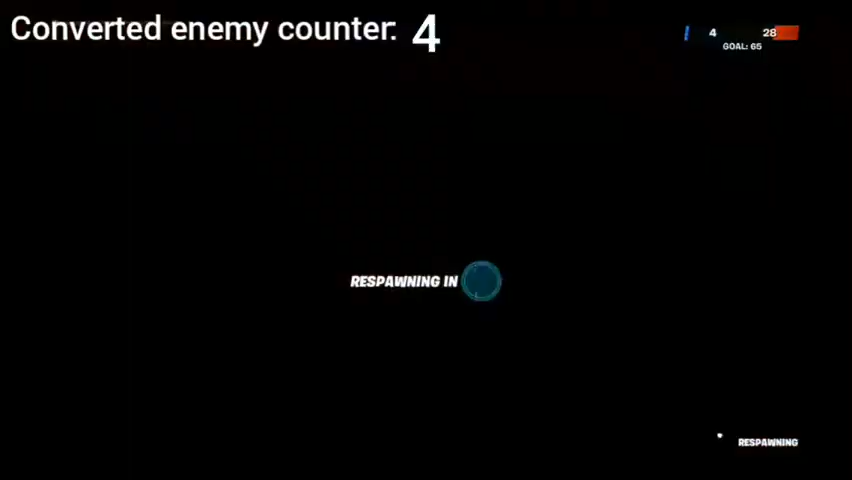 Converted enemy counter: 4
4 28
GOAL: 65
RESPAWNING IN
RESPAWNING